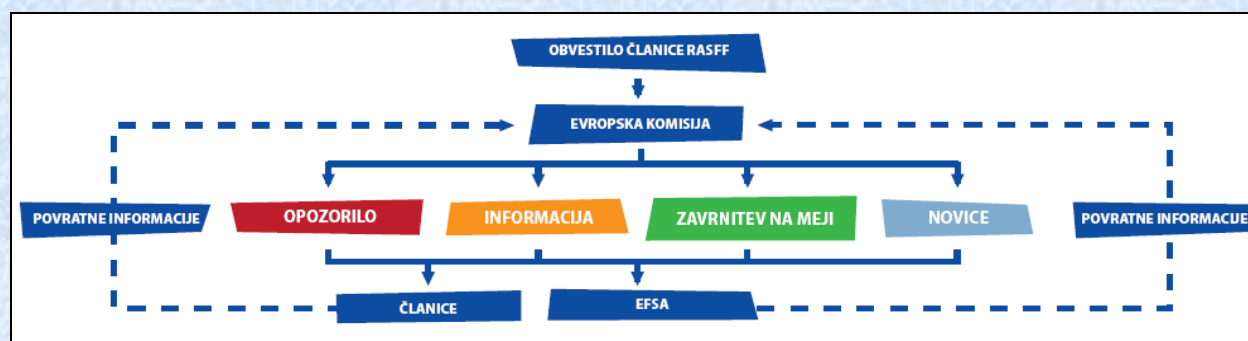 OBVESTILO ČLANICE RASFF
EVROPSKA KOMISIJA
POVRATNE INFORMACIJE
OPOZORILO
INFORMACIJA
ZAVRNITEV NA MEJI
NOVICE
POVRATNE INFORMACIJE
ČLANICE
EFSA